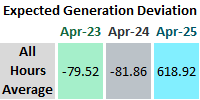 Expected Generation Deviation
Apr-23 Apr-24 Apr-25
All
Hours -79.52 -81.86 618.92
Average